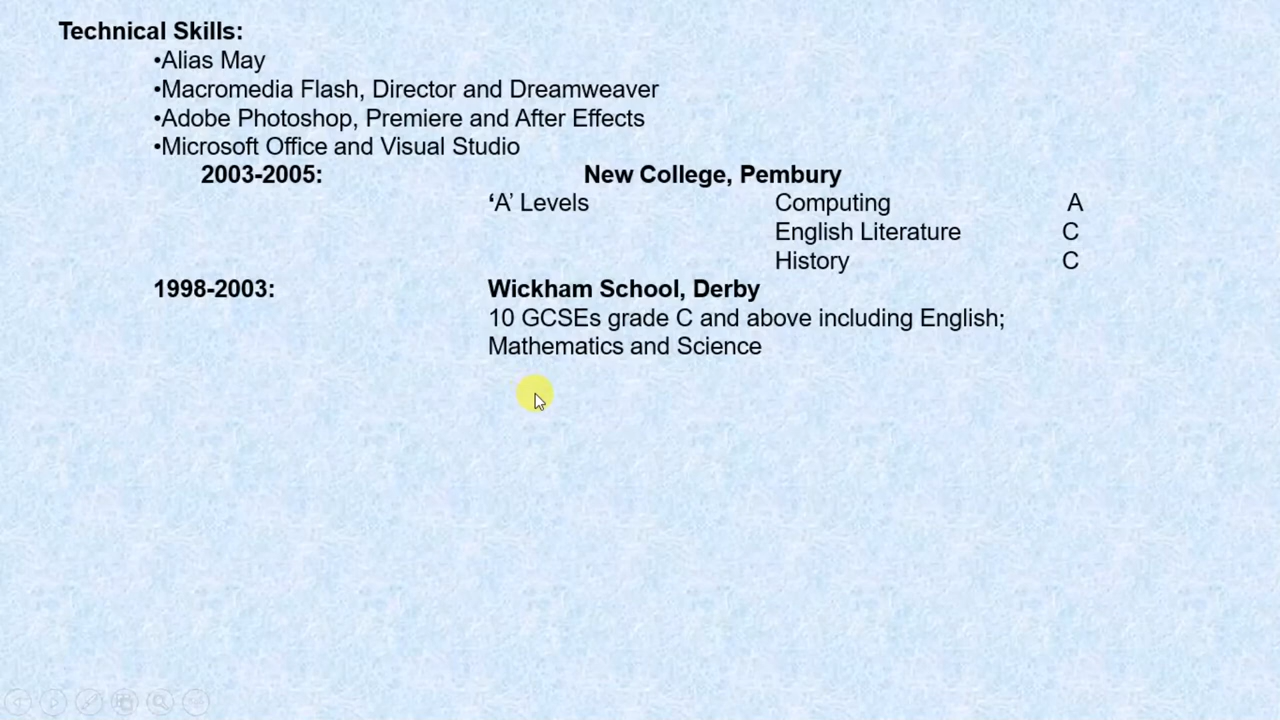 Technical Skills:
•Alias May
•Macromedia Flash, Director and Dreamweaver
•Adobe Photoshop, Premiere and After Effects
•Microsoft Office and Visual Studio
2003-2005: New College, Pembury
‘A’ Levels Computing A
English Literature C
History C
1998-2003: Wickham School, Derby
10 GCSEs grade C and above including English;
Mathematics and Science